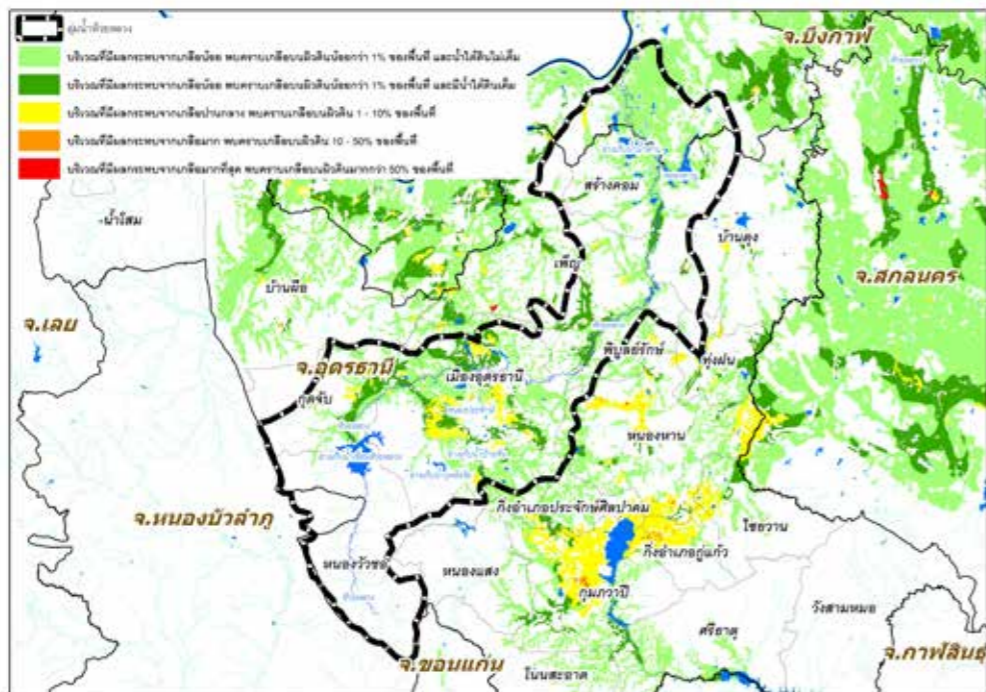 ลุ่มน้ำห้วยหลวง
บริเวณที่มีผลกระทบจากเกลือน้อย พบคราบเกลือบนผิวดินน้อยกว่า 1% ของพื้นที่ และน้ำใต้ดินไม่เค็ม
บริเวณที่มีผลกระทบจากเกลือน้อย พบคราบเกลือบนผิวดินน้อยกว่า 1% ของพื้นที่ และมีน้ำใต้ดินเค็ม
บริเวณที่มีผลกระทบจากเกลือปานกลาง พบคราบเกลือบนผิวดิน 1 - 10% ของพื้นที่
บริเวณที่มีผลกระทบจากเกลือมาก พบคราบเกลือบนผิวดิน 10 - 50% ของพื้นที่
บริเวณที่มีผลกระทบจากเกลือมากที่สุด พบคราบเกลือบนผิวดินมากกว่า 50% ของพื้นที่
จ.บึงกาฬ
สร้างคอม
น้ำโสม
บ้านดุง
เพ็ญ
จ.สกลนคร
บ้านผือ
จ.เลย
ห้วยหลวง
พิบูลย์รักษ์
จ.อุดรธานี
เมืองอุดรธานี
ทุ่งฝน
กุดจับ
หนองหาน
กิ่งอำเภอประจักษ์ศิลปาคม
จ.หนองบัวลำภู
ไชยวาน
กิ่งอำเภอกู่แก้ว
หนองวัวซอ
หนองแสง
กุมภวาปี
วังสามหมอ
ศรีธาตุ
จ.ขอนแก่น
จ.กาฬสินธุ์
โนนสะอาด